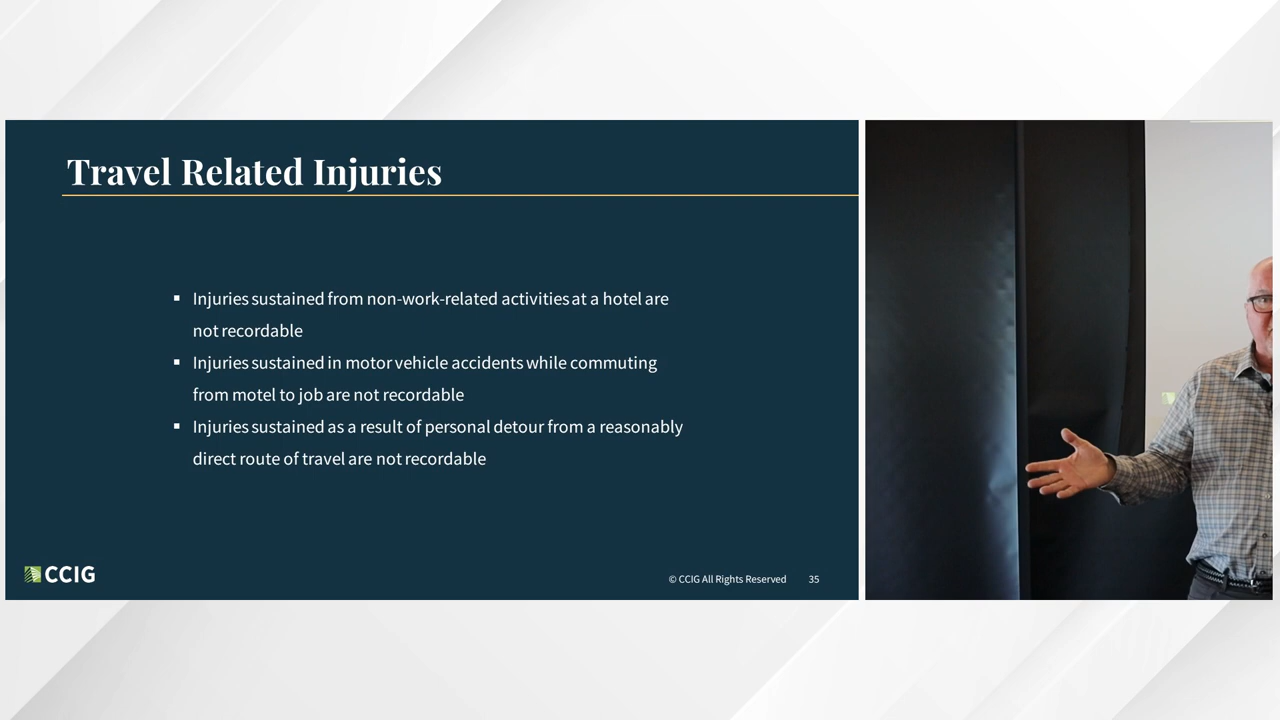 Travel Related Injuries
▪ Injuries sustained from non-work-related activities at a hotel are
not recordable
▪ Injuries sustained in motor vehicle accidents while commuting
from motel to job are not recordable
▪ Injuries sustained as a result of personal detour from a reasonably
direct route of travel are not recordable
CCIG
© CCIG All Rights Reserved 35